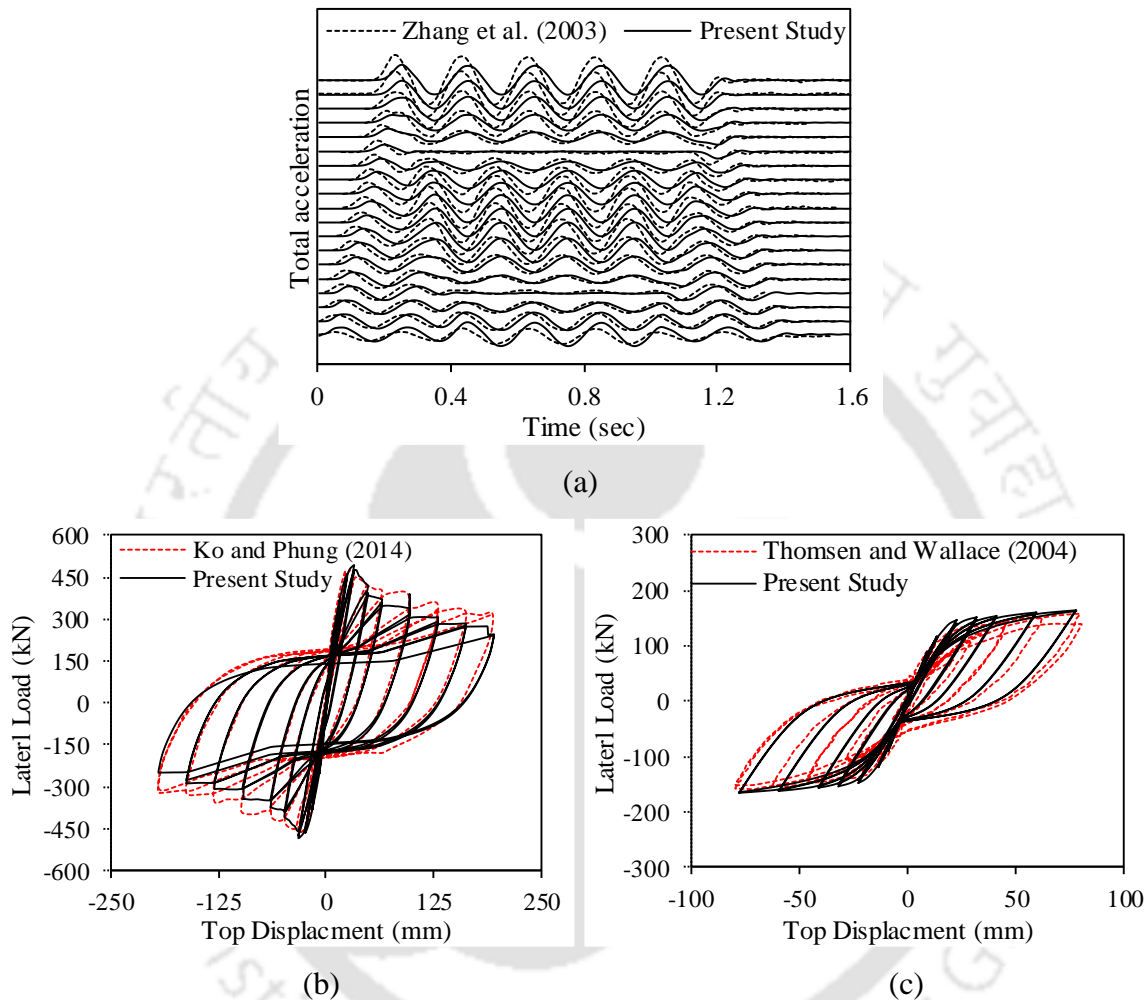 Zhang et al. (2003) Present Study
Total acceleration
0 0.4 0.8 1.2 1.6
Time (sec)
(a)
600
450
300
150
0
-150
-300
-450
-600
Ko and Phung (2014)
Present Study
Laterl Load (kN)
-250 -125 0 125 250
Top Displacment (mm)
(b)
300
200
100
0
-100
-200
-300
Thomsen and Wallace (2004)
Present Study
Laterl Load (kN)
-100 -50 0 50 100
Top Displacment (mm)
(c)